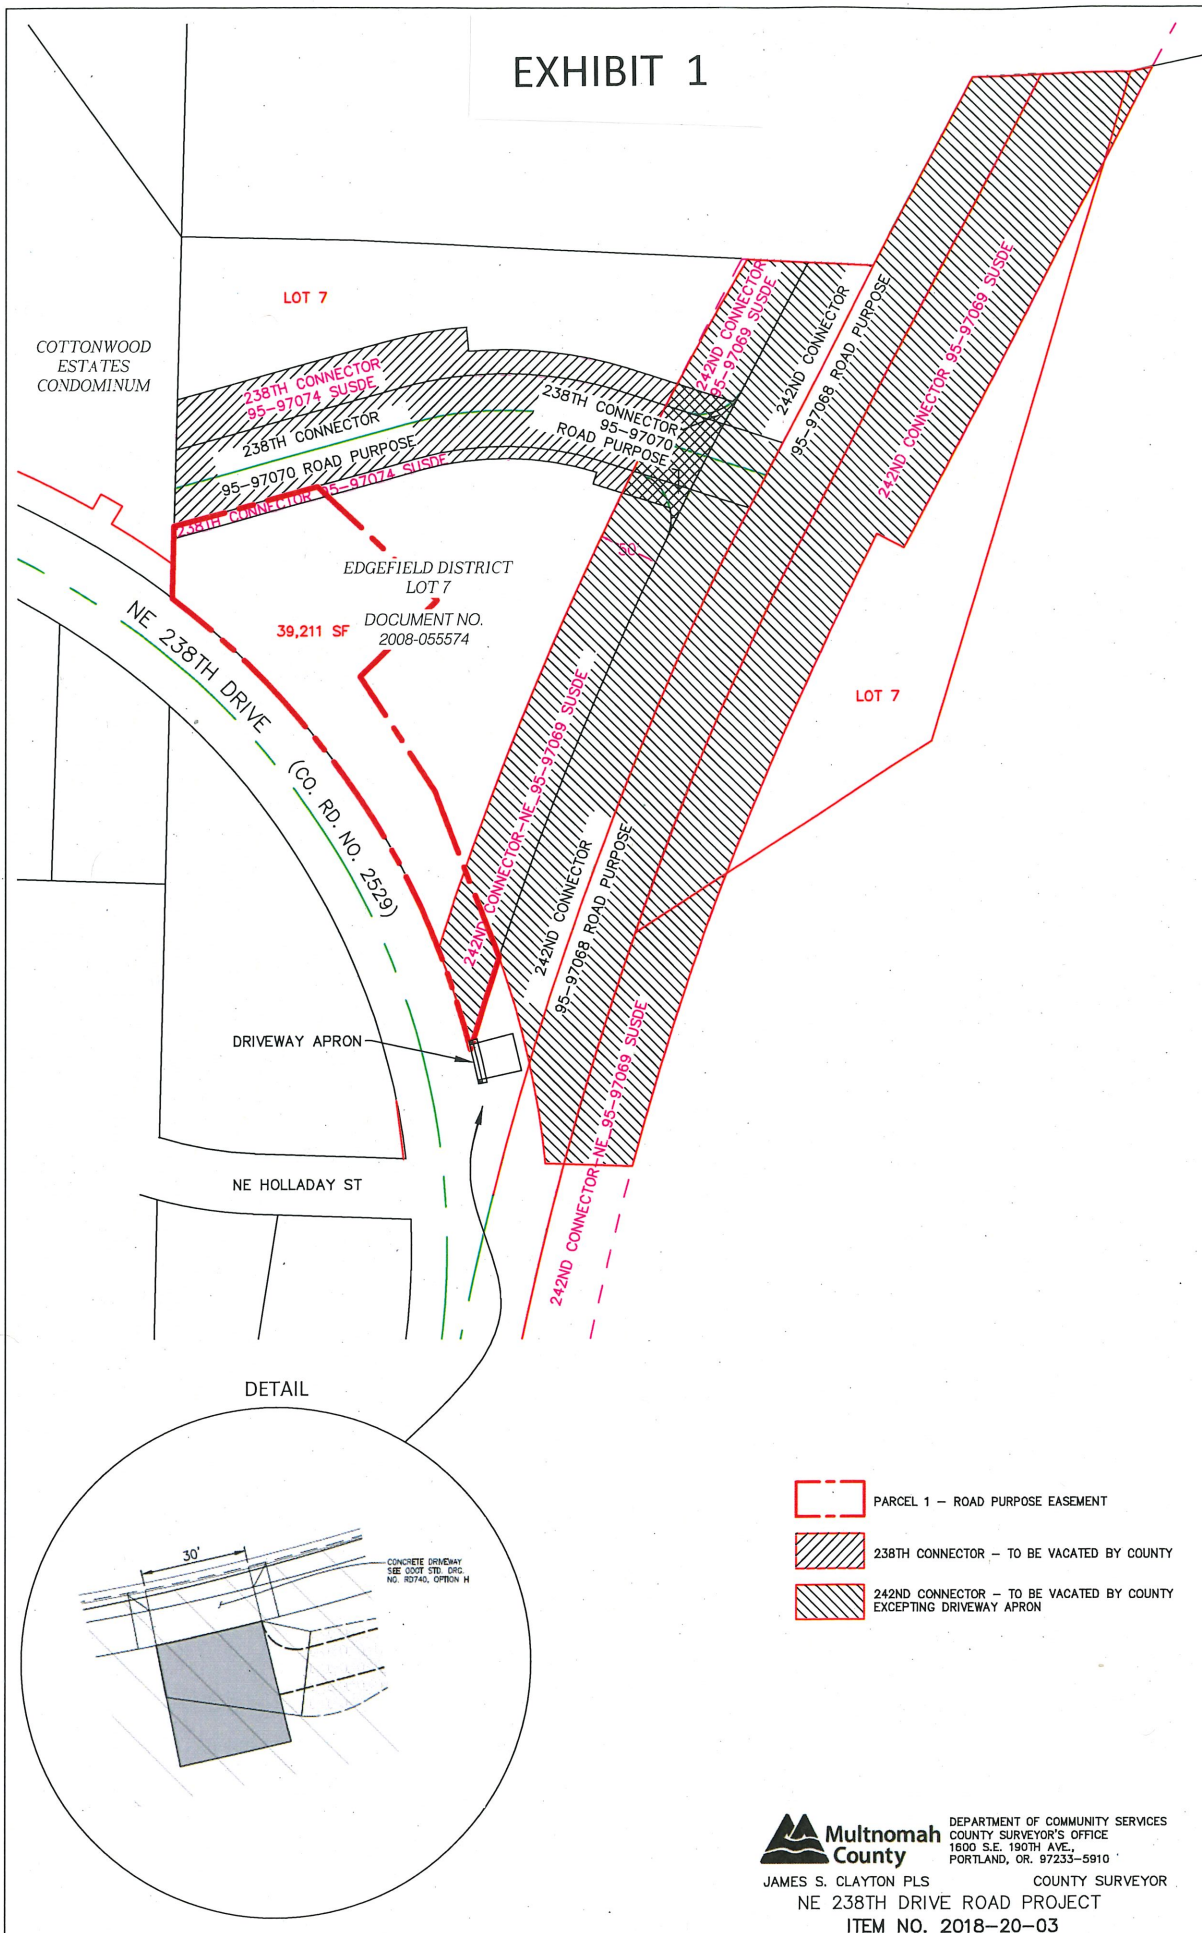 EXHIBIT 1
LOT 7
COTTONWOOD
ESTATES
CONDOMINUM
238TH CONNECTOR
95-97074 SUSDE
238TH CONNECTOR
95-97070 ROAD PURPOSE
238TH CONNECTOR 95-97074 SUSDE
238TH CONNECTOR
95-97070
ROAD PURPOSE
242ND CONNECTOR
95-97069 SUSDE
242ND CONNECTOR
95-97068 ROAD PURPOSE
242ND CONNECTOR 95-97069 SUSDE
50
EDGEFIELD DISTRICT
LOT 7
DOCUMENT NO.
2008-055574
39,211 SF
NE 238TH DRIVE
(CO. RD. NO. 2529)
LOT 7
242ND CONNECTOR-NE 95-97069 SUSDE
242ND CONNECTOR
95-97068 ROAD PURPOSE
DRIVEWAY APRON
242ND CONNECTOR-NE 95-97069 SUSDE
NE HOLLADAY ST
DETAIL
30'
CONCRETE DRIVEWAY
SEE ODOT STD. DRG.
NO. RD740, OPTION H
PARCEL 1 - ROAD PURPOSE EASEMENT
238TH CONNECTOR - TO BE VACATED BY COUNTY
242ND CONNECTOR - TO BE VACATED BY COUNTY
EXCEPTING DRIVEWAY APRON
Multnomah
County
DEPARTMENT OF COMMUNITY SERVICES
COUNTY SURVEYOR'S OFFICE
1600 S.E. 190TH AVE.,
PORTLAND, OR. 97233-5910
JAMES S. CLAYTON PLS COUNTY SURVEYOR
NE 238TH DRIVE ROAD PROJECT
ITEM NO. 2018-20-03